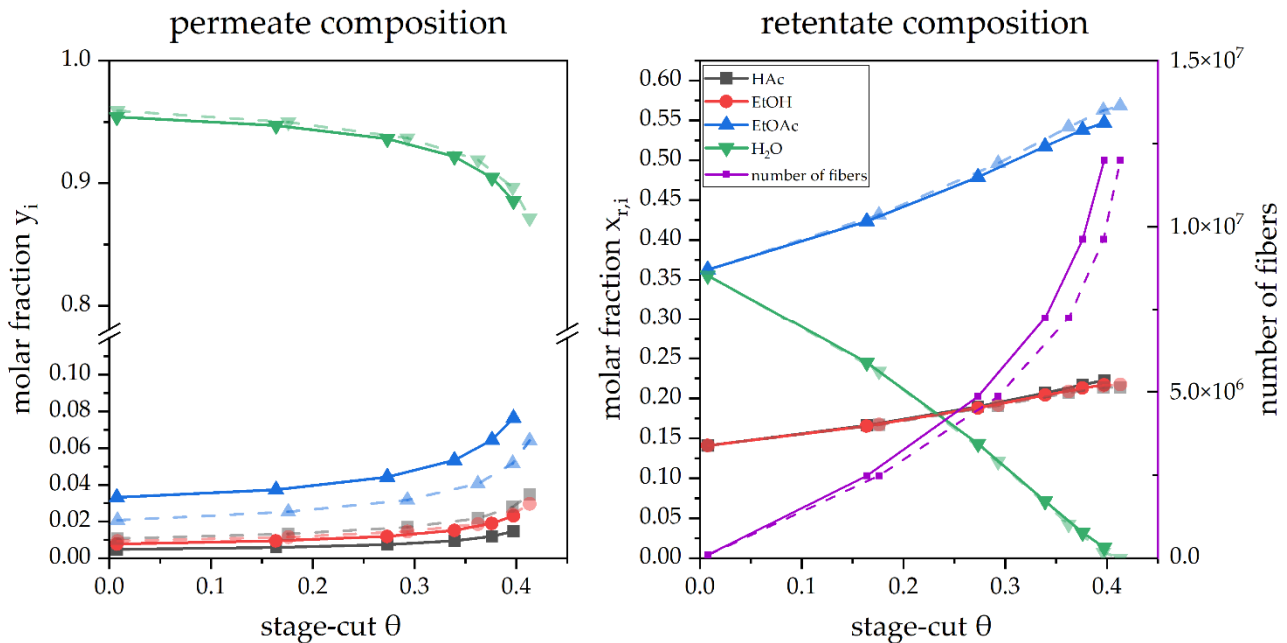 permeate composition
retentate composition
molar fraction yi
1.0
0.9
0.8
0.10
0.08
0.06
0.04
0.02
0.00
0.0 0.1 0.2 0.3 0.4
stage-cut θ
molar fraction xr,i
0.60
0.55
0.50
0.45
0.40
0.35
0.30
0.25
0.20
0.15
0.10
0.05
0.00
HAc
EtOH
EtOAc
H₂O
number of fibers
0.0 0.1 0.2 0.3 0.4
stage-cut θ
1.5×10⁷
1.0×10⁷
5.0×10⁶
0.0
number of fibers